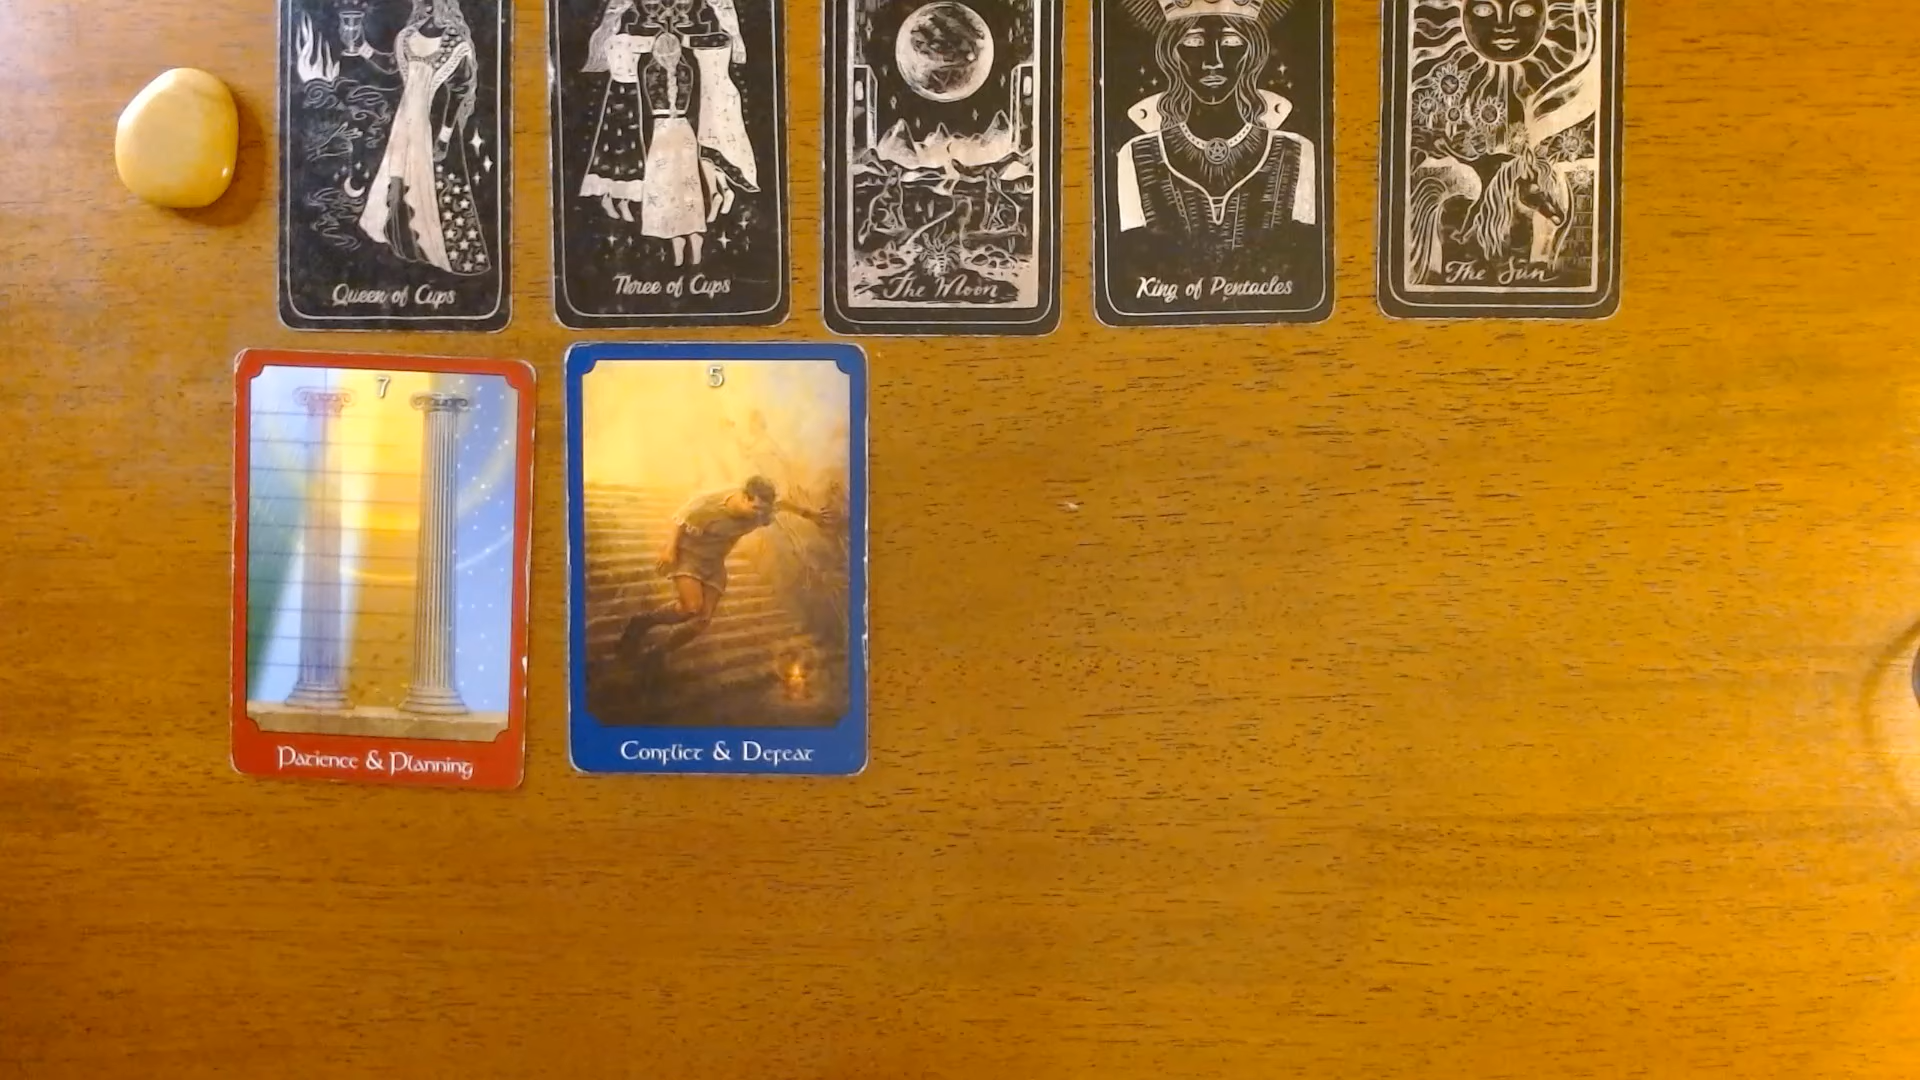 Queen of Cups
Three of Cups
The Moon
King of Pentacles
The Sun
7
5
Patience & Planning
Conflict & Defeat